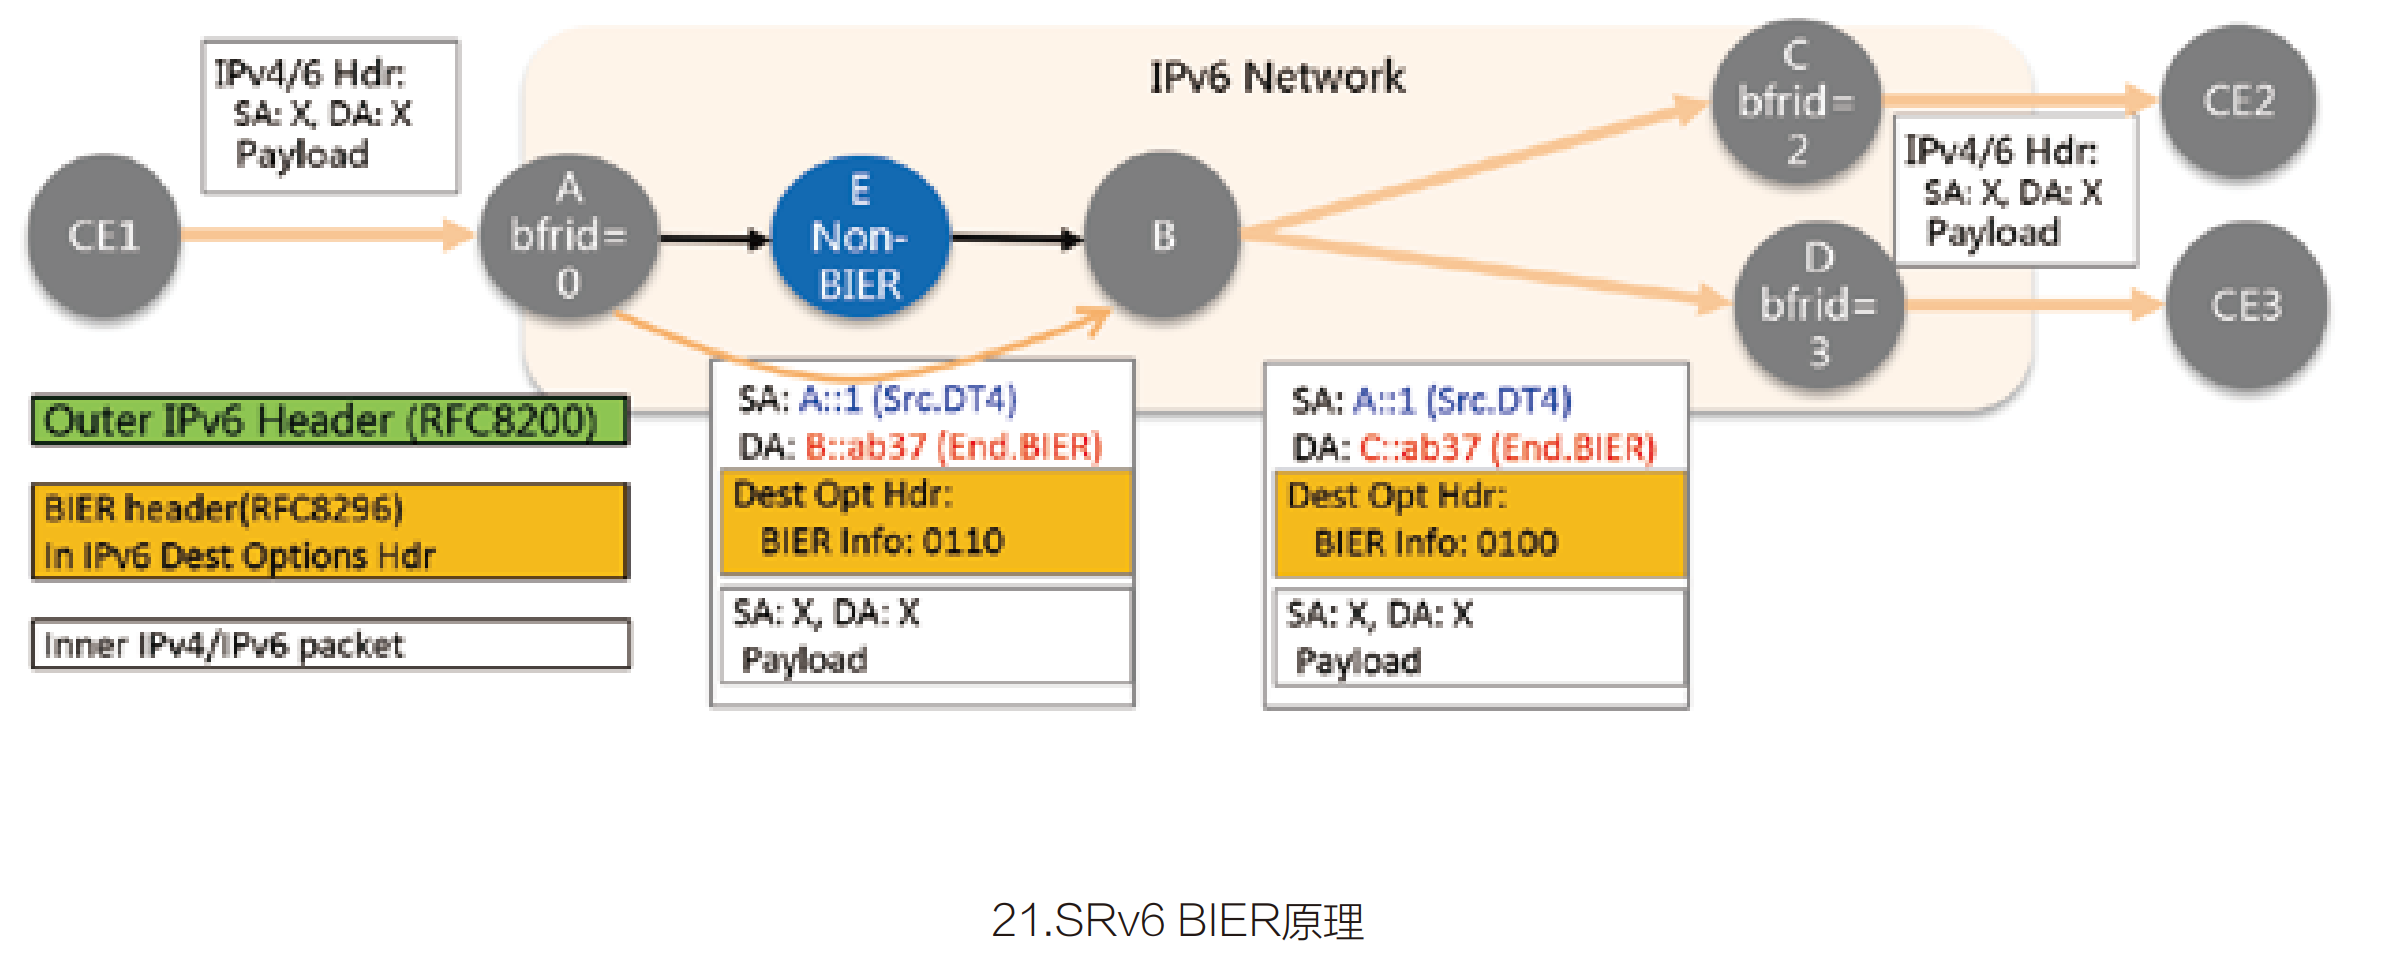 IPv6 Network
IPv4/6 Hdr:
SA: X, DA: X
Payload
CE1
A
bfrid=
0
E
Non-
BIER
B
C
bfrid=
2
CE2
IPv4/6 Hdr:
SA: X, DA: X
Payload
D
bfrid=
3
CE3
Outer IPv6 Header (RFC8200)
BIER header(RFC8296)
In IPv6 Dest Options Hdr
Inner IPv4/IPv6 packet
SA: A::1 (Src.DT4)
DA: B::ab37 (End.BIER)
Dest Opt Hdr:
BIER Info: 0110
SA: X, DA: X
Payload
SA: A::1 (Src.DT4)
DA: C::ab37 (End.BIER)
Dest Opt Hdr:
BIER Info: 0100
SA: X, DA: X
Payload
21.SRv6 BIER原理